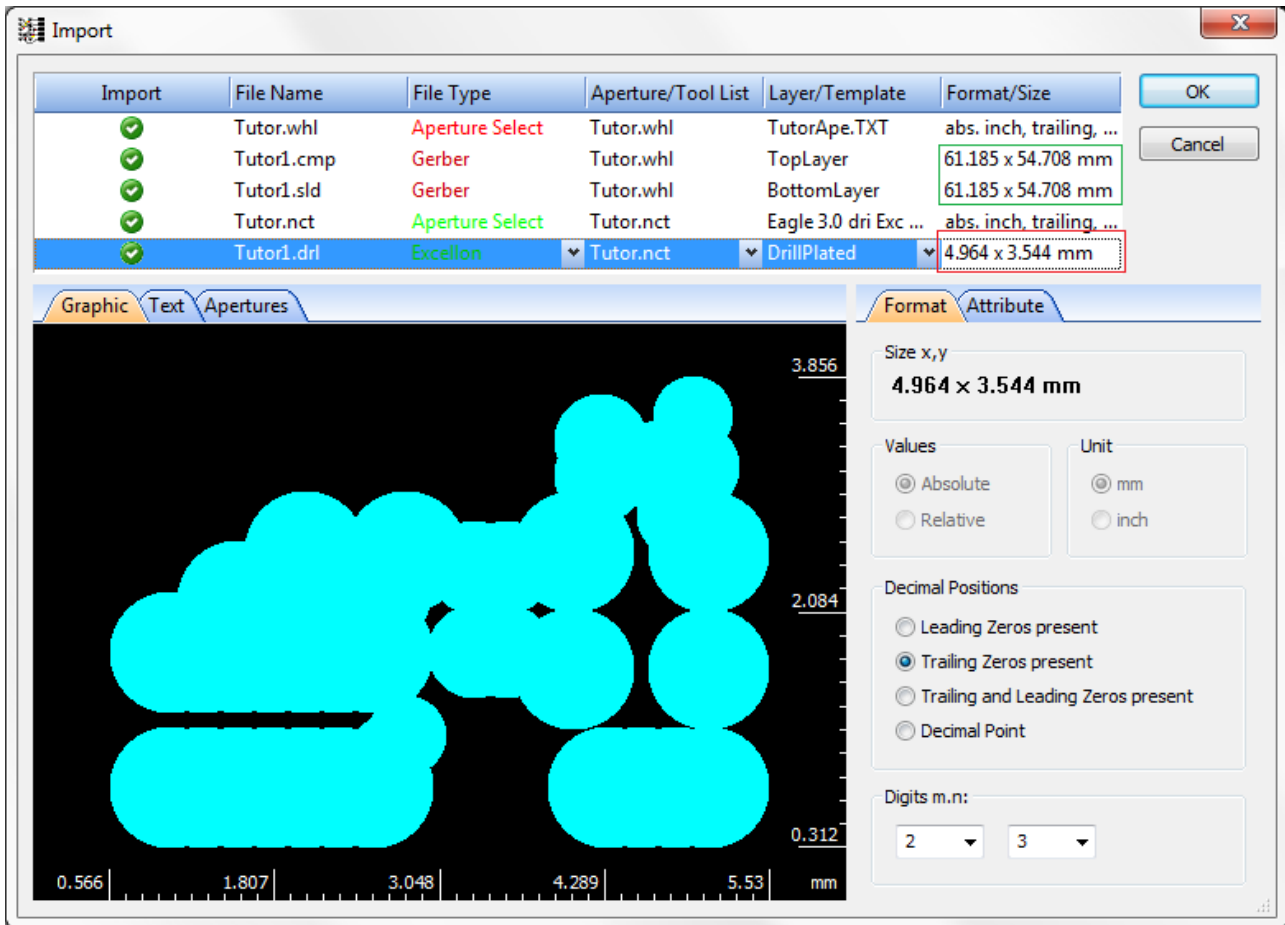 Import
Import File Name File Type Aperture/Tool List Layer/Template Format/Size OK
Tutor.whl Aperture Select Tutor.whl TutorApe.TXT abs. inch, trailing, ...
Cancel
Tutor1.cmp Gerber Tutor.whl TopLayer 61.185 x 54.708 mm
Tutor1.sld Gerber Tutor.whl BottomLayer 61.185 x 54.708 mm
Tutor.nct Aperture Select Tutor.nct Eagle 3.0 dri Exc ... abs. inch, trailing, ...
Tutor1.drl Excellon Tutor.nct DrillPlated 4.964 x 3.544 mm
Graphic Text Apertures Format Attribute
3.856
2.084
0.312
0.566 1.807 3.048 4.289 5.53 mm
Size x,y
4.964 x 3.544 mm
Values Unit
Absolute mm
Relative inch
Decimal Positions
Leading Zeros present
Trailing Zeros present
Trailing and Leading Zeros present
Decimal Point
Digits m.n:
2 3